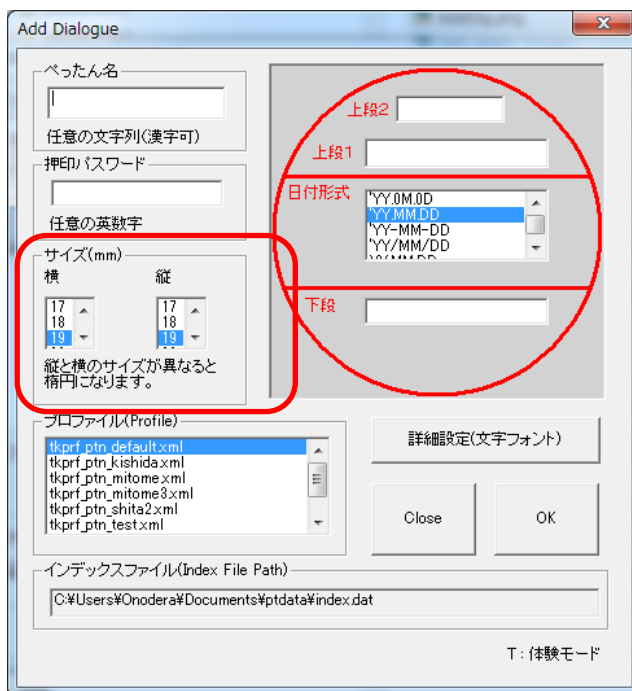 Add Dialogue
ぺったん名
任意の文字列(漢字可)
押印パスワード
任意の英数字
サイズ(mm)
横 縦
17 17
18 18
19 19
縦と横のサイズが異なると
楕円になります。
上段2
上段1
日付形式
'YY.0M.0D
'YY.MM.DD
'YY-MM-DD
'YY/MM/DD
下段
プロファイル(Profile)
tkprf_ptn_default.xml
tkprf_ptn_kishida.xml
tkprf_ptn_mitome.xml
tkprf_ptn_mitome3.xml
tkprf_ptn_shita2.xml
tkprf_ptn_test.xml
詳細設定(文字フォント)
Close
OK
インデックスファイル(Index File Path)
C:¥Users¥Onodera¥Documents¥ptdata¥index.dat
T:体験モード